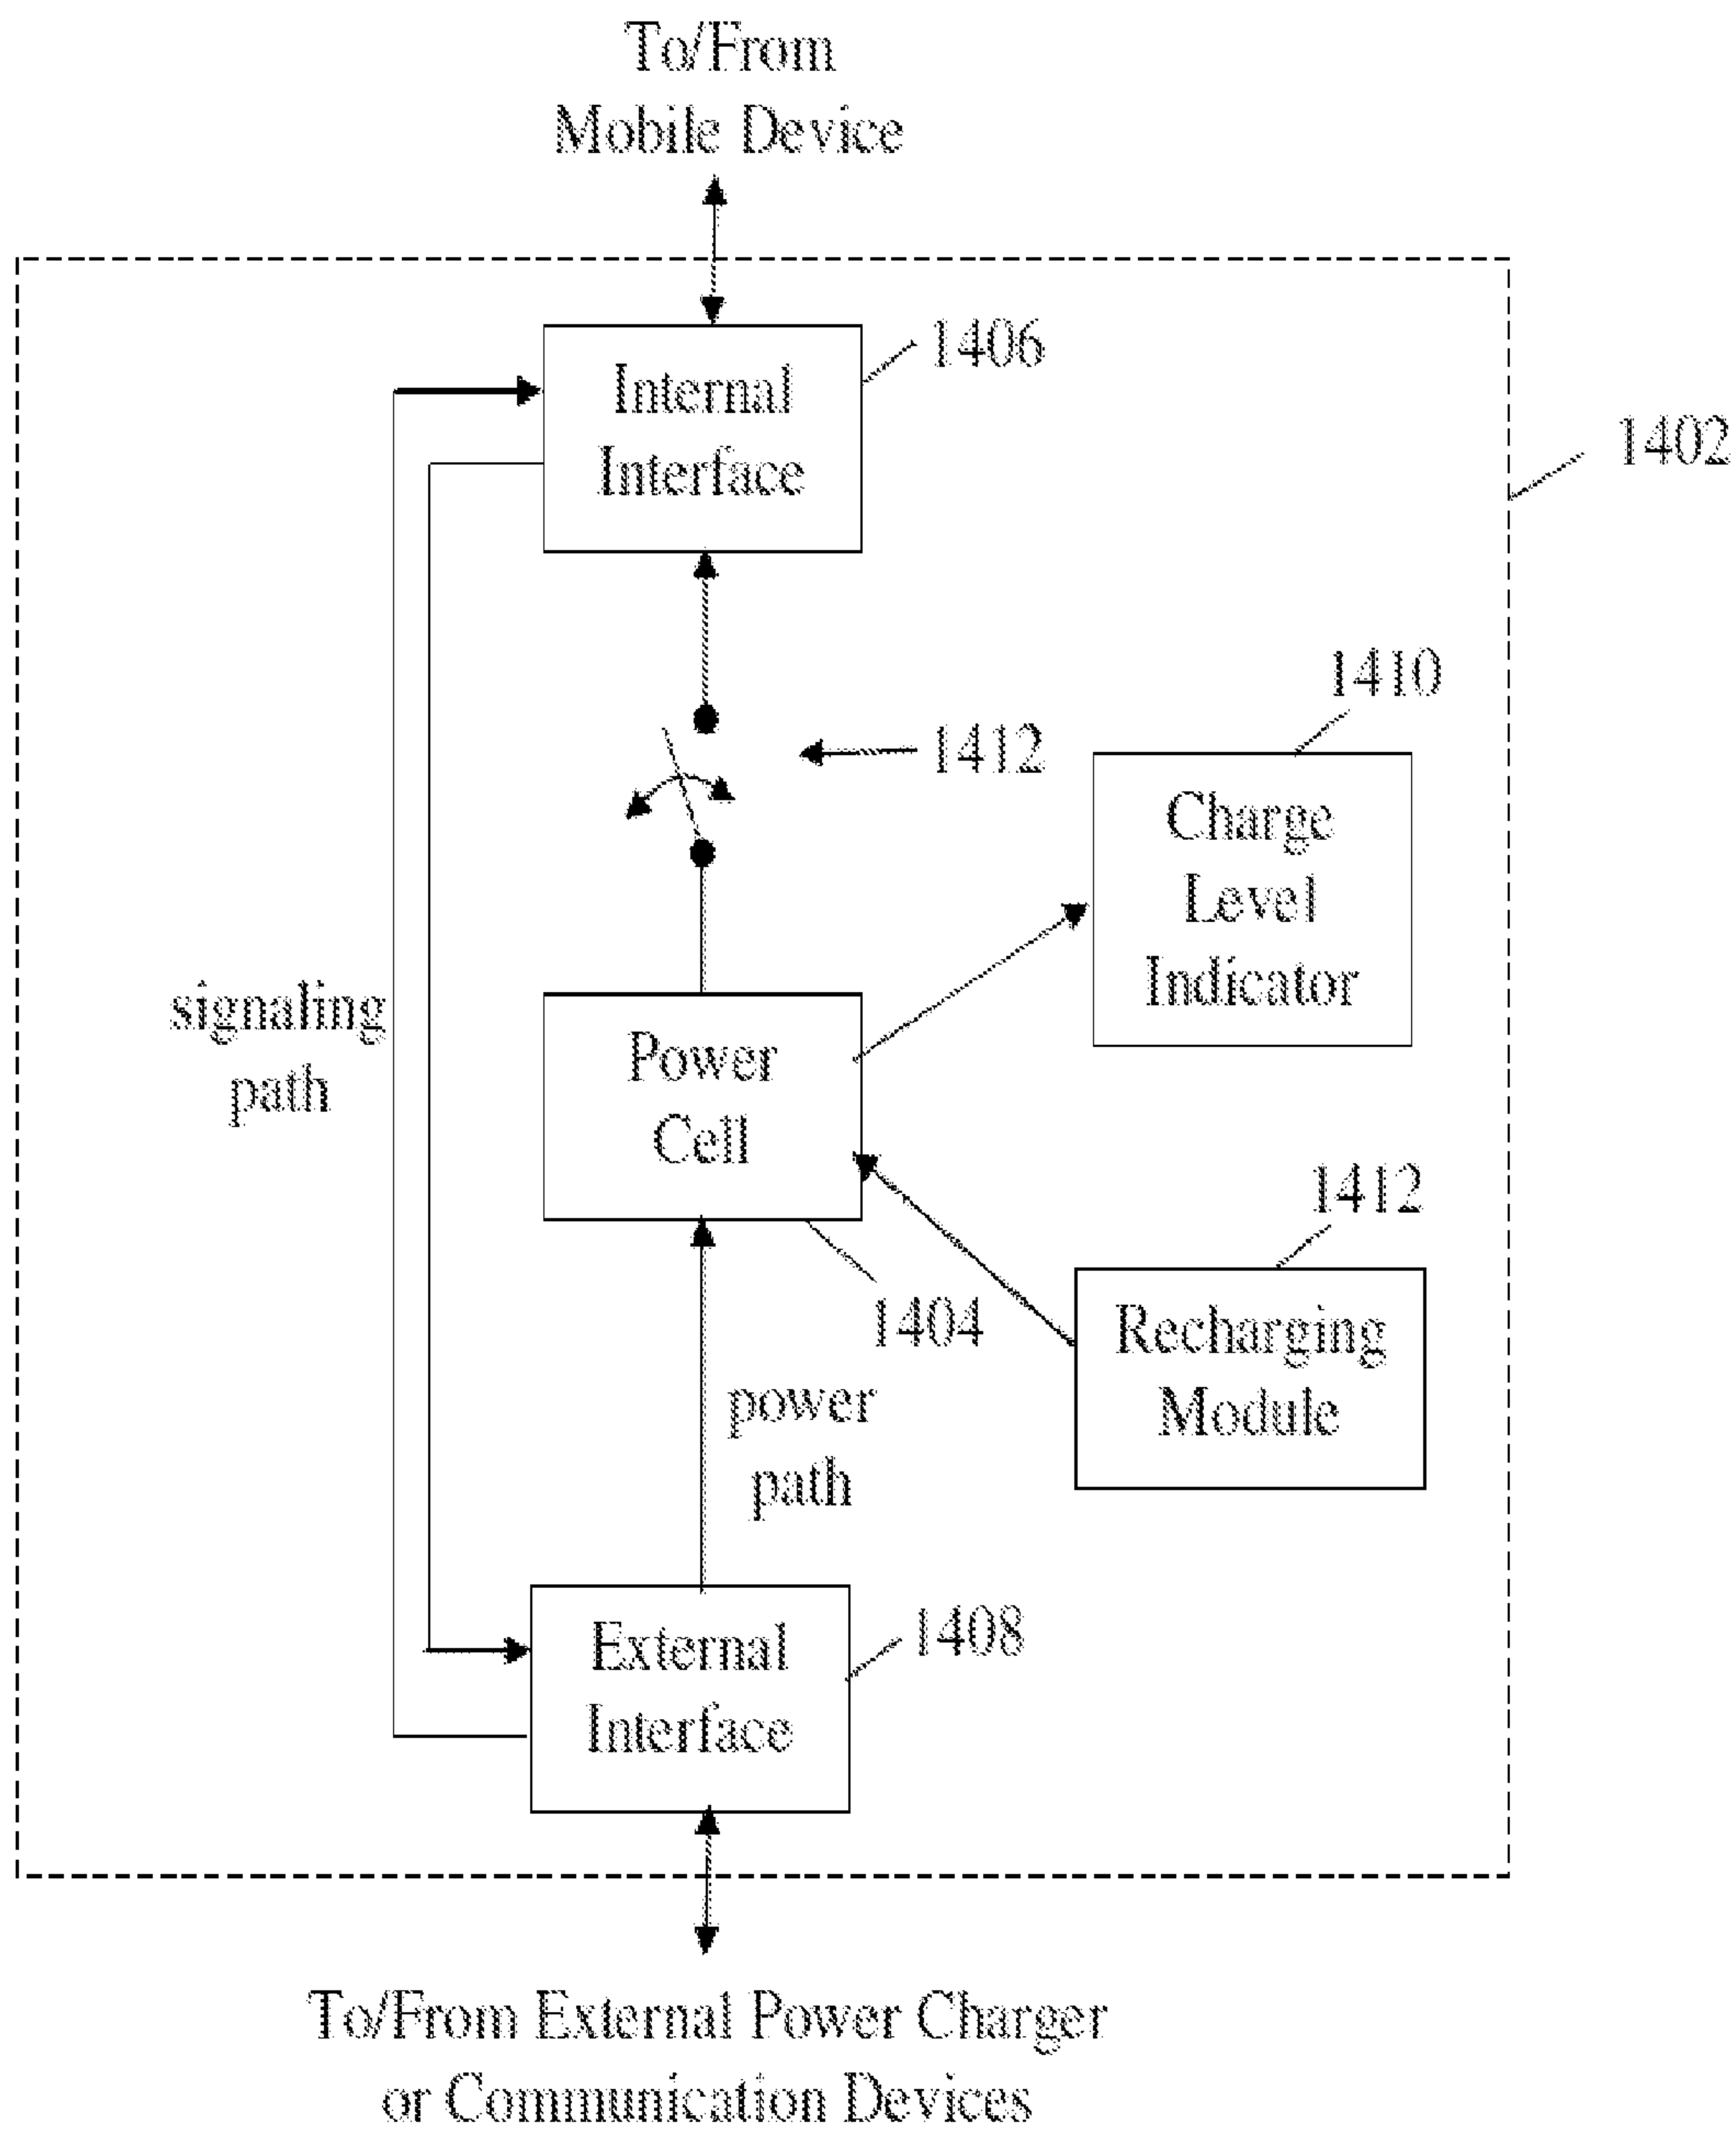 To/From
Mobile Device
1406
Internal
Interface
1402
1410
1412
Charge
Level
Indicator
signaling
path
Power
Cell
1412
1404
Recharging
Module
power
path
External
Interface
1408
To/From External Power Charger
or Communication Devices